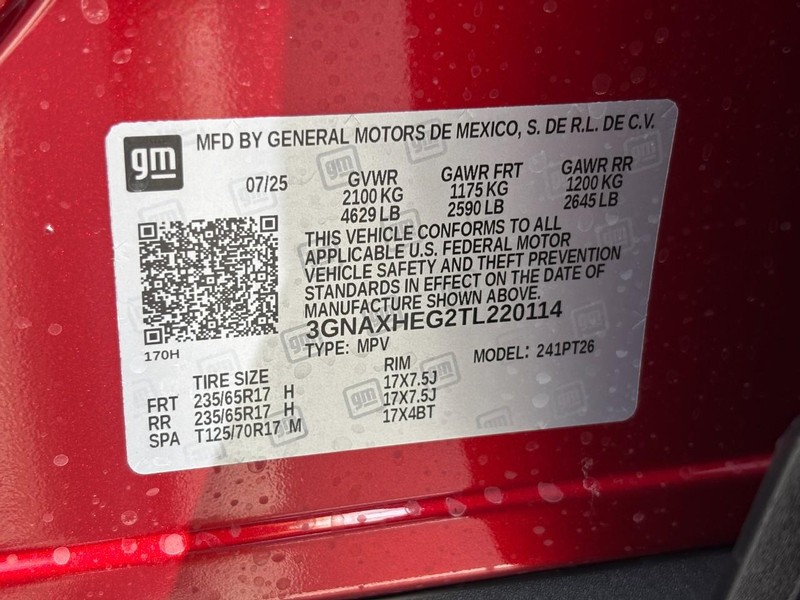 gm
MFD BY GENERAL MOTORS DE MEXICO, S. DE R.L. DE C.V.
07/25 GVWR GAWR FRT GAWR RR
2100 KG 1175 KG 1200 KG
4629 LB 2590 LB 2645 LB
THIS VEHICLE CONFORMS TO ALL
APPLICABLE U.S. FEDERAL MOTOR
VEHICLE SAFETY AND THEFT PREVENTION
STANDARDS IN EFFECT ON THE DATE OF
MANUFACTURE SHOWN ABOVE.
3GNAXHEG2TL220114
170H TYPE: MPV MODEL: 241PT26
TIRE SIZE RIM
FRT 235/65R17 H 17X7.5J
RR 235/65R17 H 17X7.5J
SPA T125/70R17 M 17X4BT